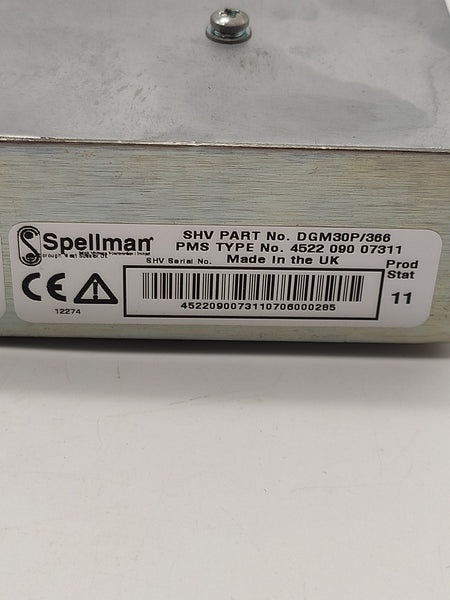 Spellman
SHV PART No. DGM30P/366
PMS TYPE No. 4522 090 07311
SHV Serial No. Made In the UK
Prod
Stat
CE
452209007311070600028​5
11
12274